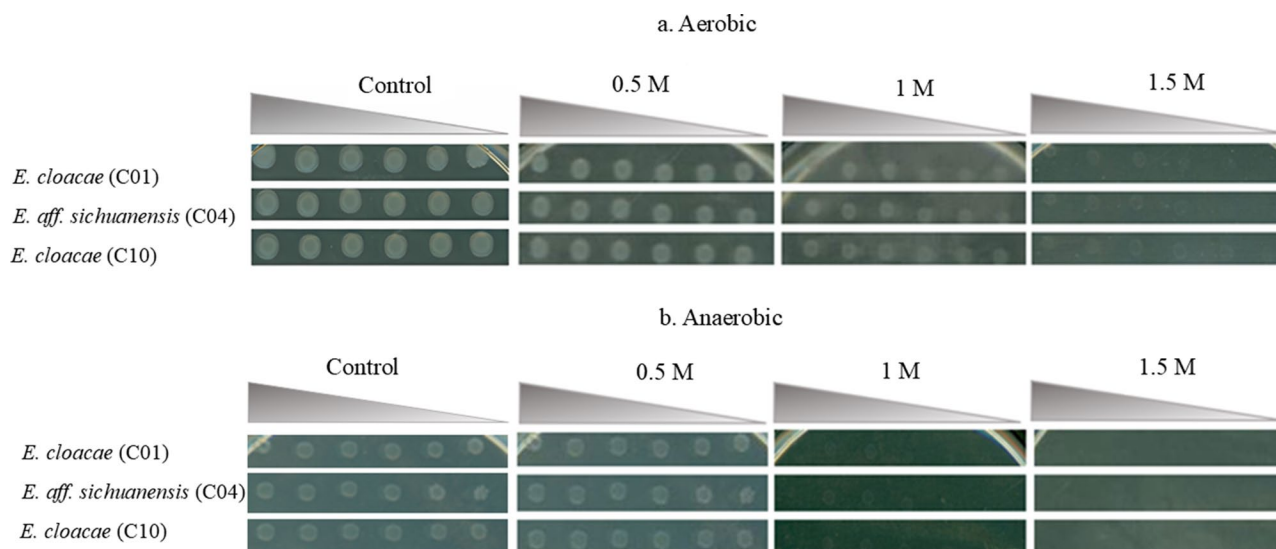 a. Aerobic
Control 0.5 M 1 M 1.5 M
E. cloacae (C01)
E. aff. sichuanensis (C04)
E. cloacae (C10)
b. Anaerobic
Control 0.5 M 1 M 1.5 M
E. cloacae (C01)
E. aff. sichuanensis (C04)
E. cloacae (C10)